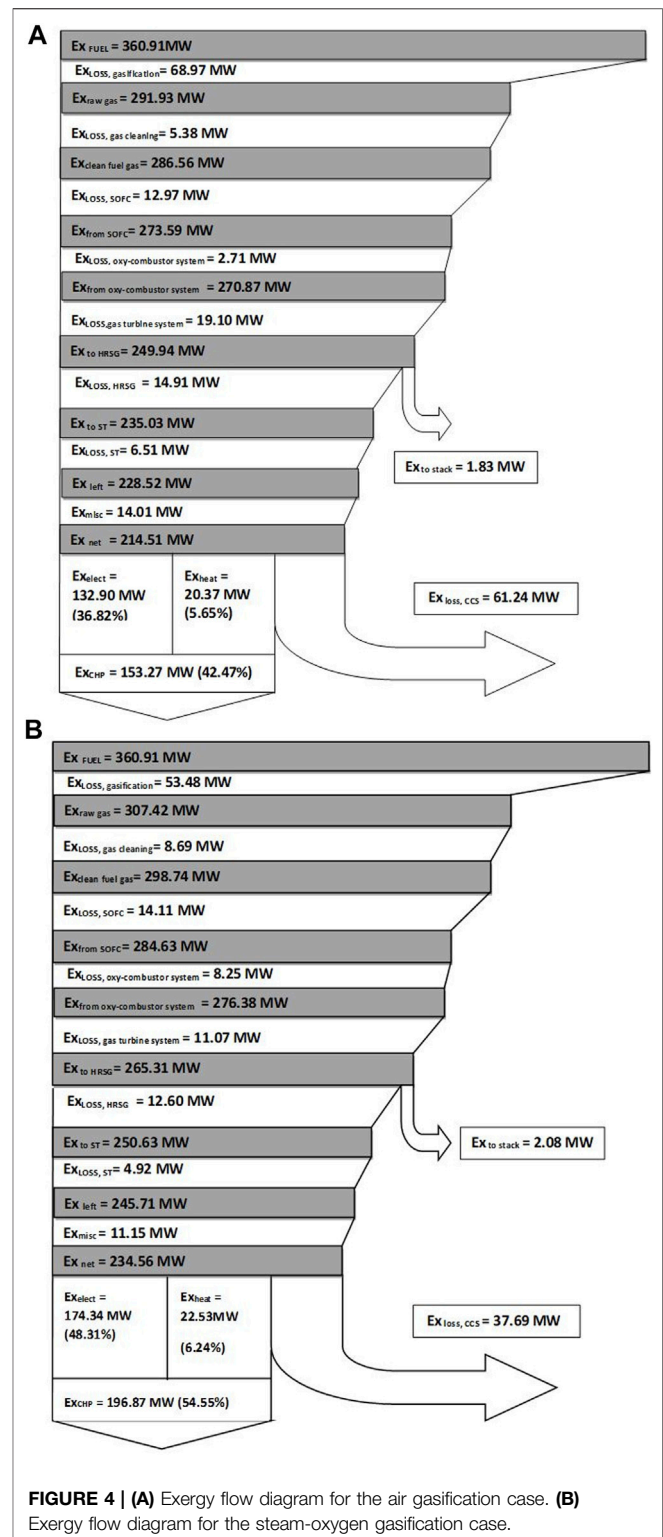 A
Ex FUEL = 360.91MW
ExLOSS, gasification= 68.97 MW
Exraw gas= 291.93 MW
ExLOSS, gas cleaning= 5.38 MW
Exclean fuel gas= 286.56 MW
ExLOSS, SOFC = 12.97 MW
Exfrom SOFC= 273.59 MW
ExLOSS, oxy-combustor system = 2.71 MW
Exfrom oxy-combustor system = 270.87 MW
ExLOSS,gas turbine system = 19.10 MW
Ex to HRSG= 249.94 MW
ExLOSS, HRSG = 14.91 MW
Ex to ST= 235.03 MW
ExLOSS, ST= 6.51 MW
Ex to stack = 1.83 MW
Ex left = 228.52 MW
Exmisc = 14.01 MW
Ex net = 214.51 MW
Exelect =
132.90 MW
(36.82%)
Exheat =
20.37 MW
(5.65%)
Ex loss, CCS = 61.24 MW
ExCHP = 153.27 MW (42.47%)
B
Ex FUEL = 360.91 MW
ExLOSS, gasification= 53.48 MW
Exraw gas= 307.42 MW
ExLOSS, gas cleaning= 8.69 MW
Exclean fuel gas= 298.74 MW
ExLOSS, SOFC = 14.11 MW
Exfrom SOFC= 284.63 MW
ExLOSS, oxy-combustor system = 8.25 MW
Exfrom oxy-combustor system = 276.38 MW
ExLOSS, gas turbine system = 11.07 MW
Ex to HRSG= 265.31 MW
ExLOSS, HRSG = 12.60 MW
Ex to ST= 250.63 MW
Ex to stack = 2.08 MW
ExLOSS, ST= 4.92 MW
Ex left = 245.71 MW
Exmisc = 11.15 MW
Ex net = 234.56 MW
Exelect =
174.34 MW
(48.31%)
Exheat =
22.53MW
(6.24%)
Ex loss, CCS = 37.69 MW
ExCHP = 196.87 MW (54.55%)
FIGURE 4 | (A) Exergy flow diagram for the air gasification case. (B)
Exergy flow diagram for the steam-oxygen gasification case.